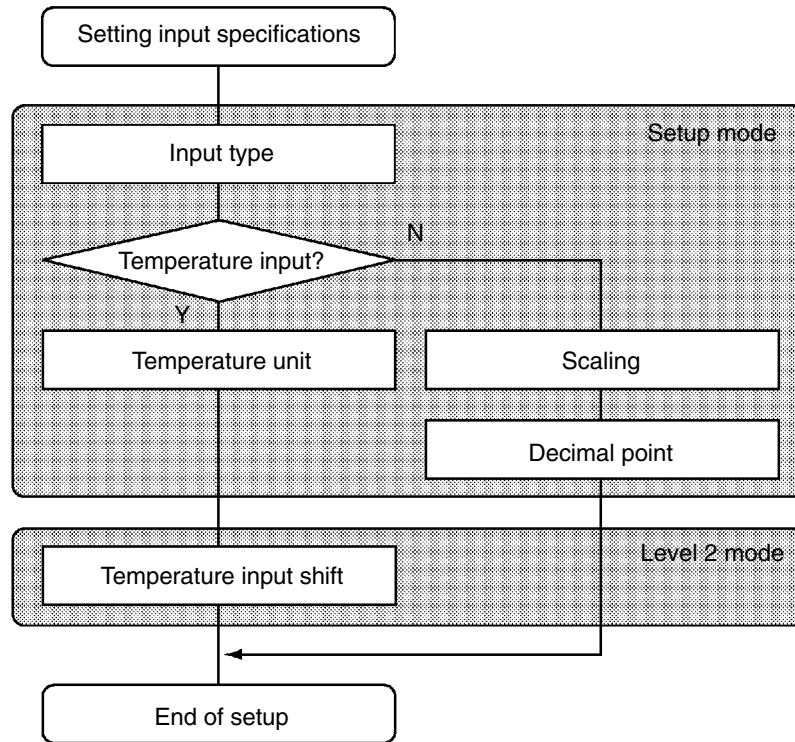 Setting input specifications
Setup mode
Input type
N
Temperature input?
Y
Temperature unit
Scaling
Decimal point
Level 2 mode
Temperature input shift
End of setup